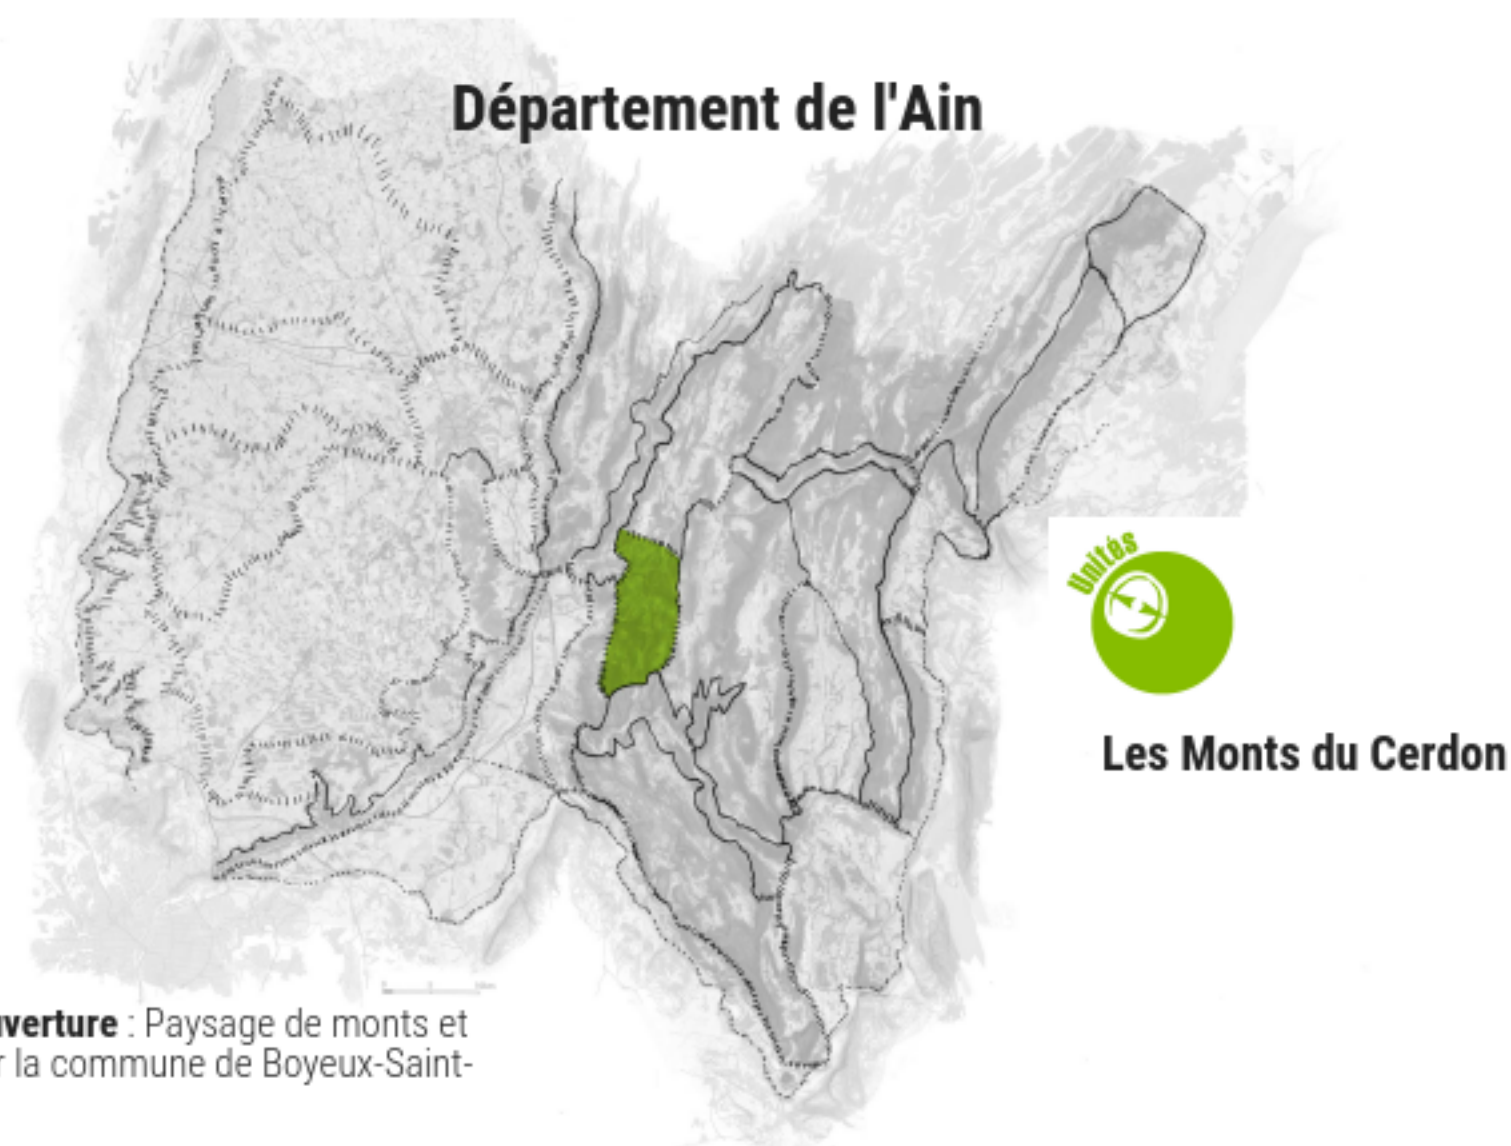 Département de l'Ain
Unités
Les Monts du Cerdon
verture : Paysage de monts et
la commune de Boyeux-Saint-